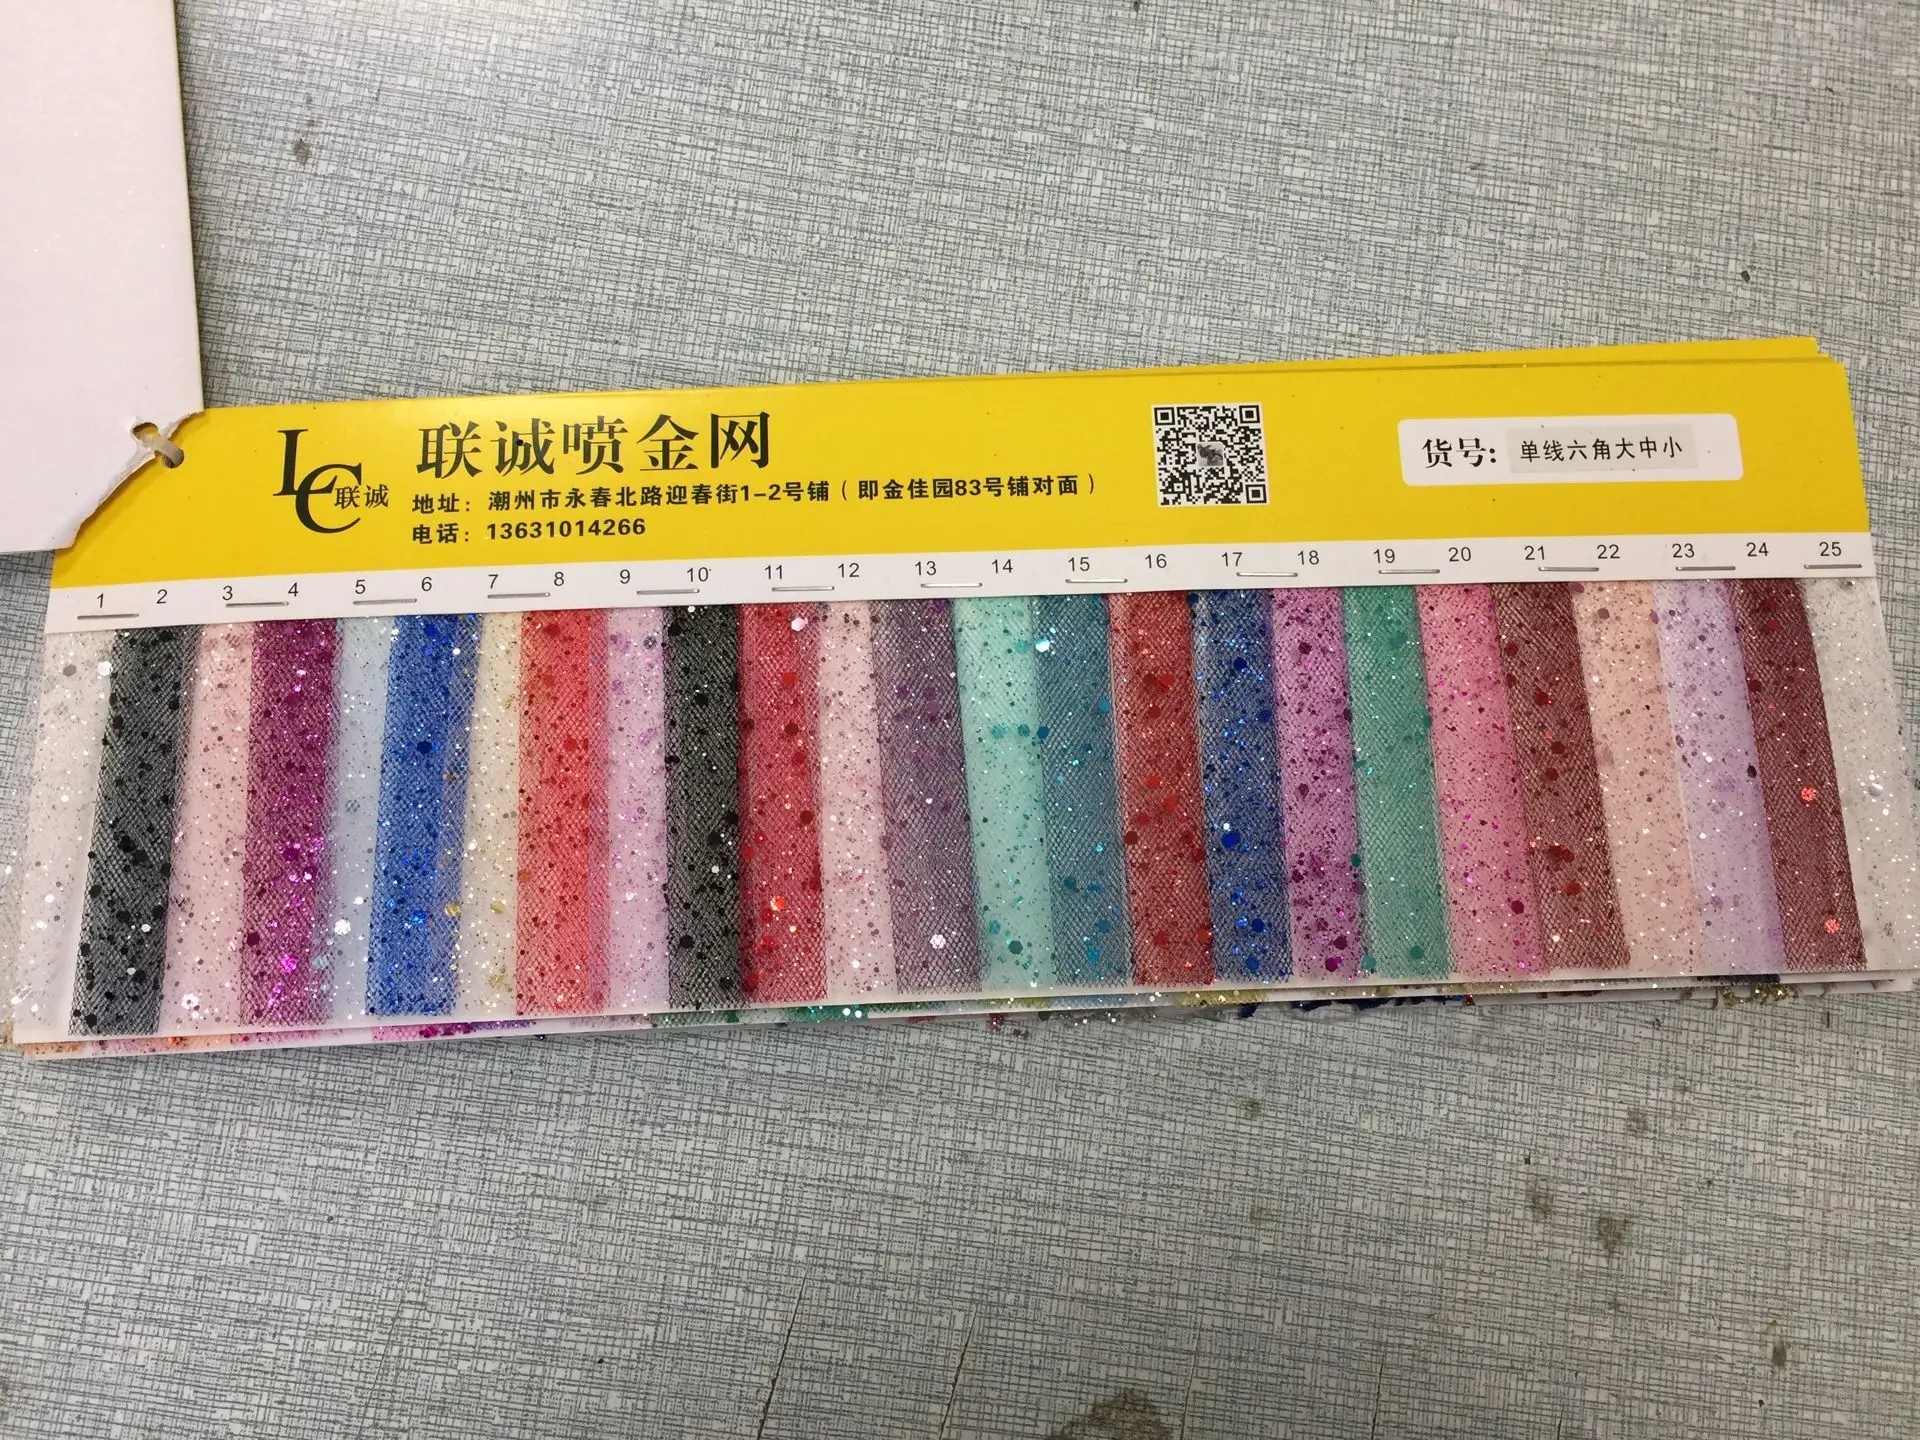 LC联诚
联诚喷金网
地址：潮州市永春北路迎春街1-2号铺（即金佳园83号铺对面）
电话：13631014266
货号：单线六角大中小
1 2 3 4 5 6 7 8 9 10 11 12 13 14 15 16 17 18 19 20 21 22 23 24 25